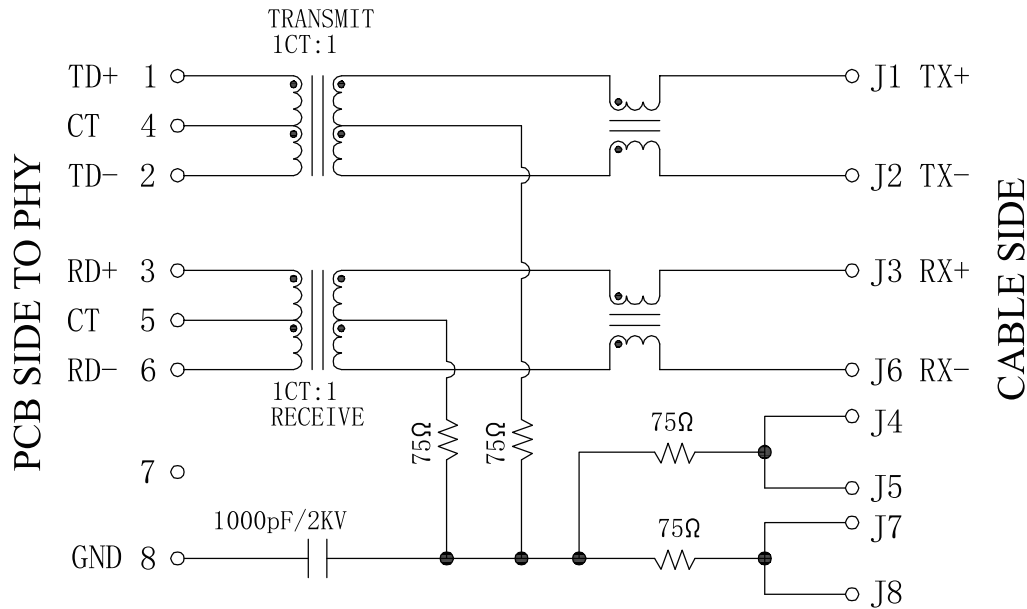 TRANSMIT
1CT:1
TD+ 1
CT 4
TD- 2
J1 TX+
J2 TX-
PCB SIDE TO PHY
CABLE SIDE
RD+ 3
CT 5
RD- 6
J3 RX+
J6 RX-
1CT:1
RECEIVE
75Ω
75Ω
75Ω
J4
J5
7
1000pF/2KV
75Ω
J7
GND 8
J8